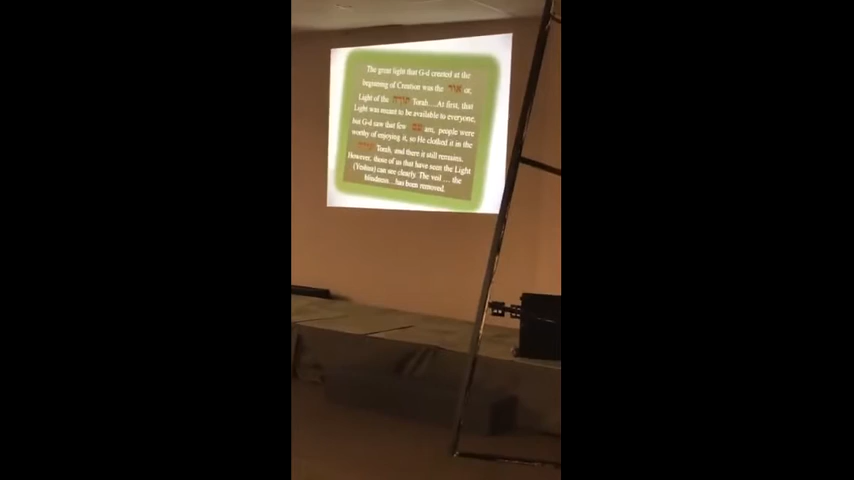 The great light that G-d created at the
beginning of Creation was the אור or,
Light of the תורה Torah....At first, that
Light was meant to be available to everyone,
but G-d saw that few עם am, people were
worthy of enjoying it, so He clothed it in the
Torah, and there it still remains.
However, those of us that have seen the Light
(Yeshua) can see clearly. The veil ... the
blindness....has been removed.